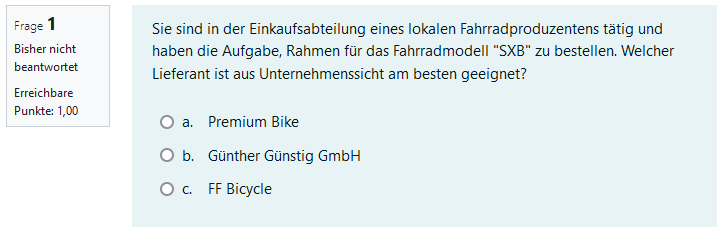 Frage 1
Bisher nicht
beantwortet
Erreichbare
Punkte: 1,00
Sie sind in der Einkaufsabteilung eines lokalen Fahrradproduzentens tätig und
haben die Aufgabe, Rahmen für das Fahrradmodell "SXB" zu bestellen. Welcher
Lieferant ist aus Unternehmenssicht am besten geeignet?
a. Premium Bike
b. Günther Günstig GmbH
c. FF Bicycle